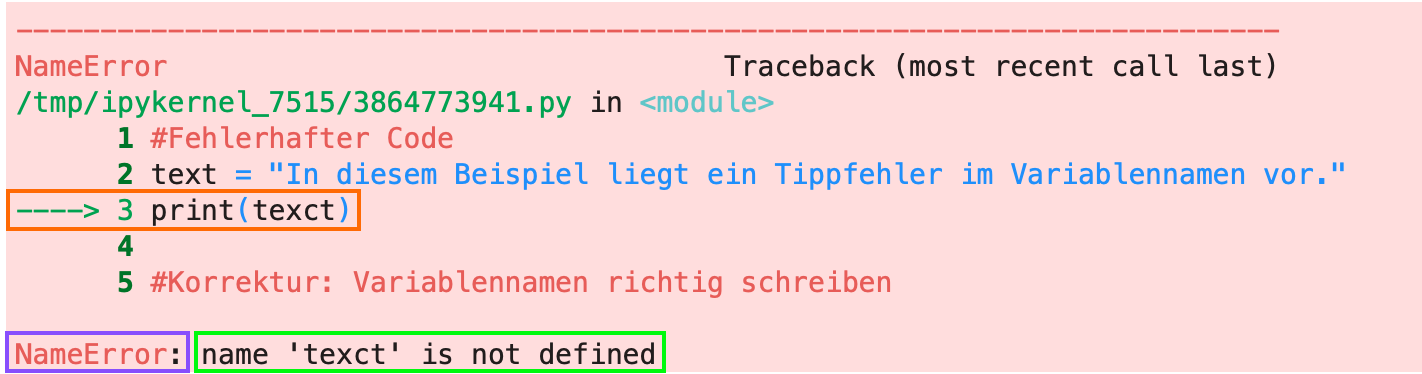 ---------------------------------------------------------------------------
NameError                                 Traceback (most recent call last)
/tmp/ipykernel_7515/3864773941.py in <module>
      1 #Fehlerhafter Code
      2 text = "In diesem Beispiel liegt ein Tippfehler im Variablennamen vor."
----> 3 print(texct)
      4
      5 #Korrektur: Variablennamen richtig schreiben
NameError: name 'texct' is not defined